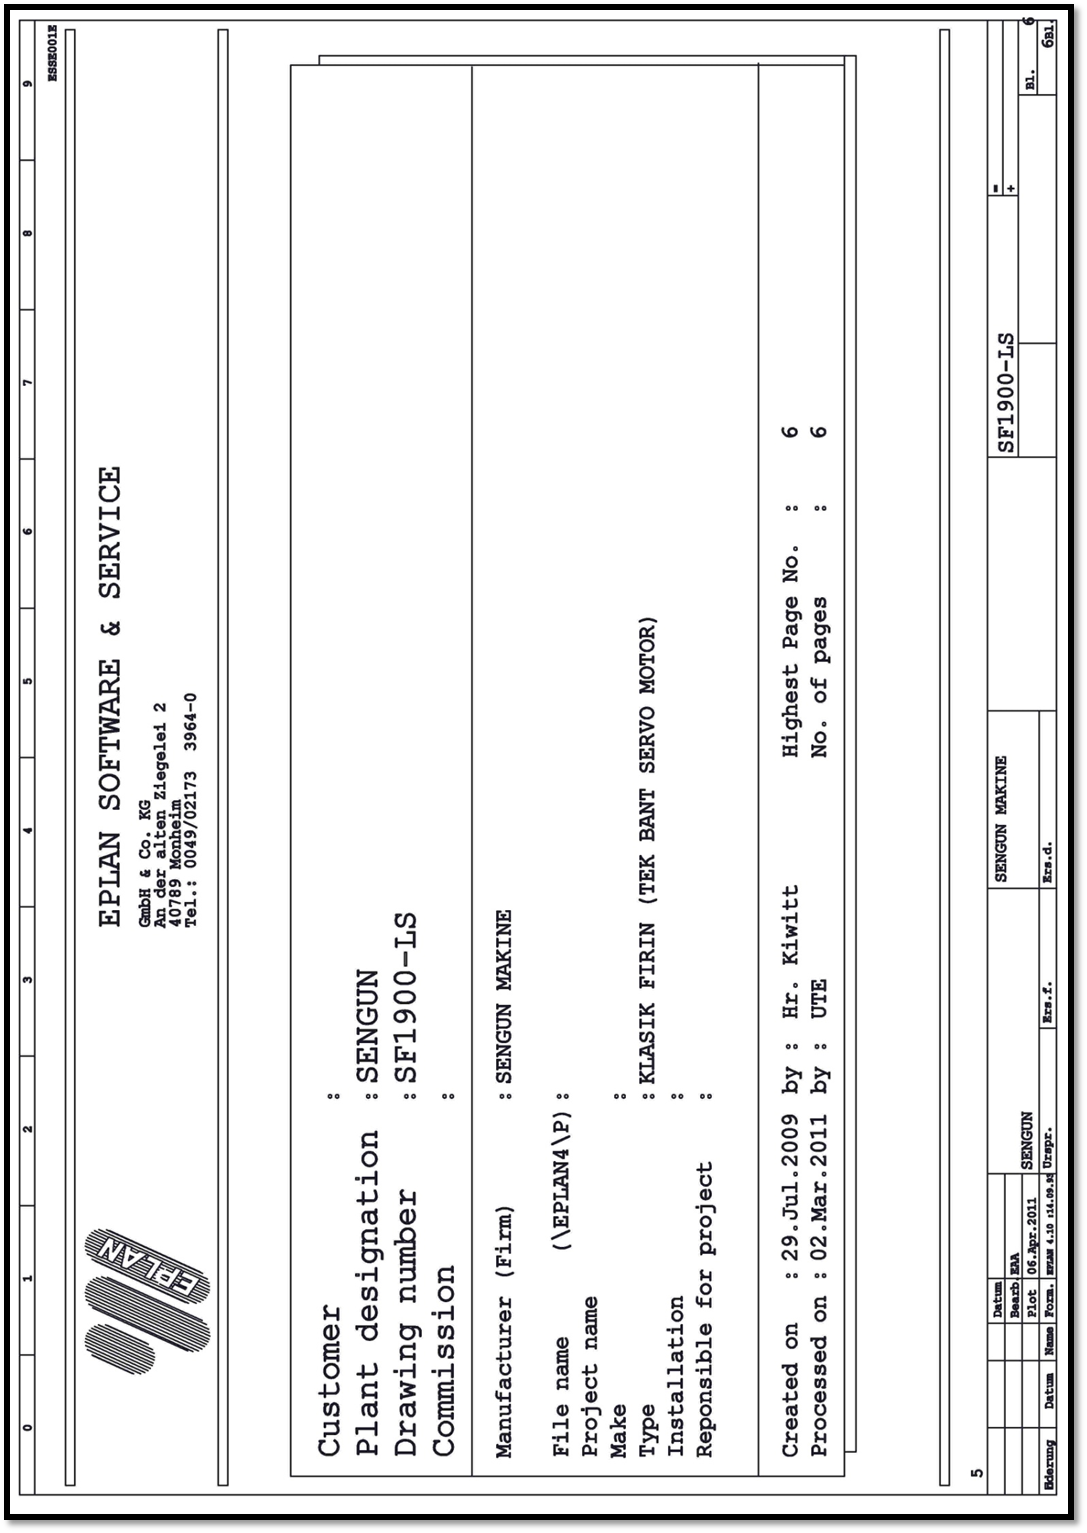 0 1 2 3 4 5 6 7 8 9
ESSE001E
EPLAN
EPLAN SOFTWARE & SERVICE
GmbH & Co. KG
An der alten Ziegelei 2
40789 Monheim
Tel.: 0049/02173 3964-0
Customer :
Plant designation : SENGUN
Drawing number : SF1900-LS
Commission :
Manufacturer (Firm) : SENGUN MAKINE
File name (\EPLAN4\P) :
Project name
Make :
Type : KLASIK FIRIN (TEK BANT SERVO MOTOR)
Installation :
Reponsible for project :
Created on : 29.Jul.2009 by : Hr. Kiwitt Highest Page No. : 6
Processed on : 02.Mar.2011 by : UTE No. of pages : 6
5
Datum SENGUN MAKINE SF1900-LS =
Bearb. EAA +
Plot 06.Apr.2011 SENGUN Bl. 6
Datum Name Form. Urspr. Ers.f. Ers.d. 6Bl.